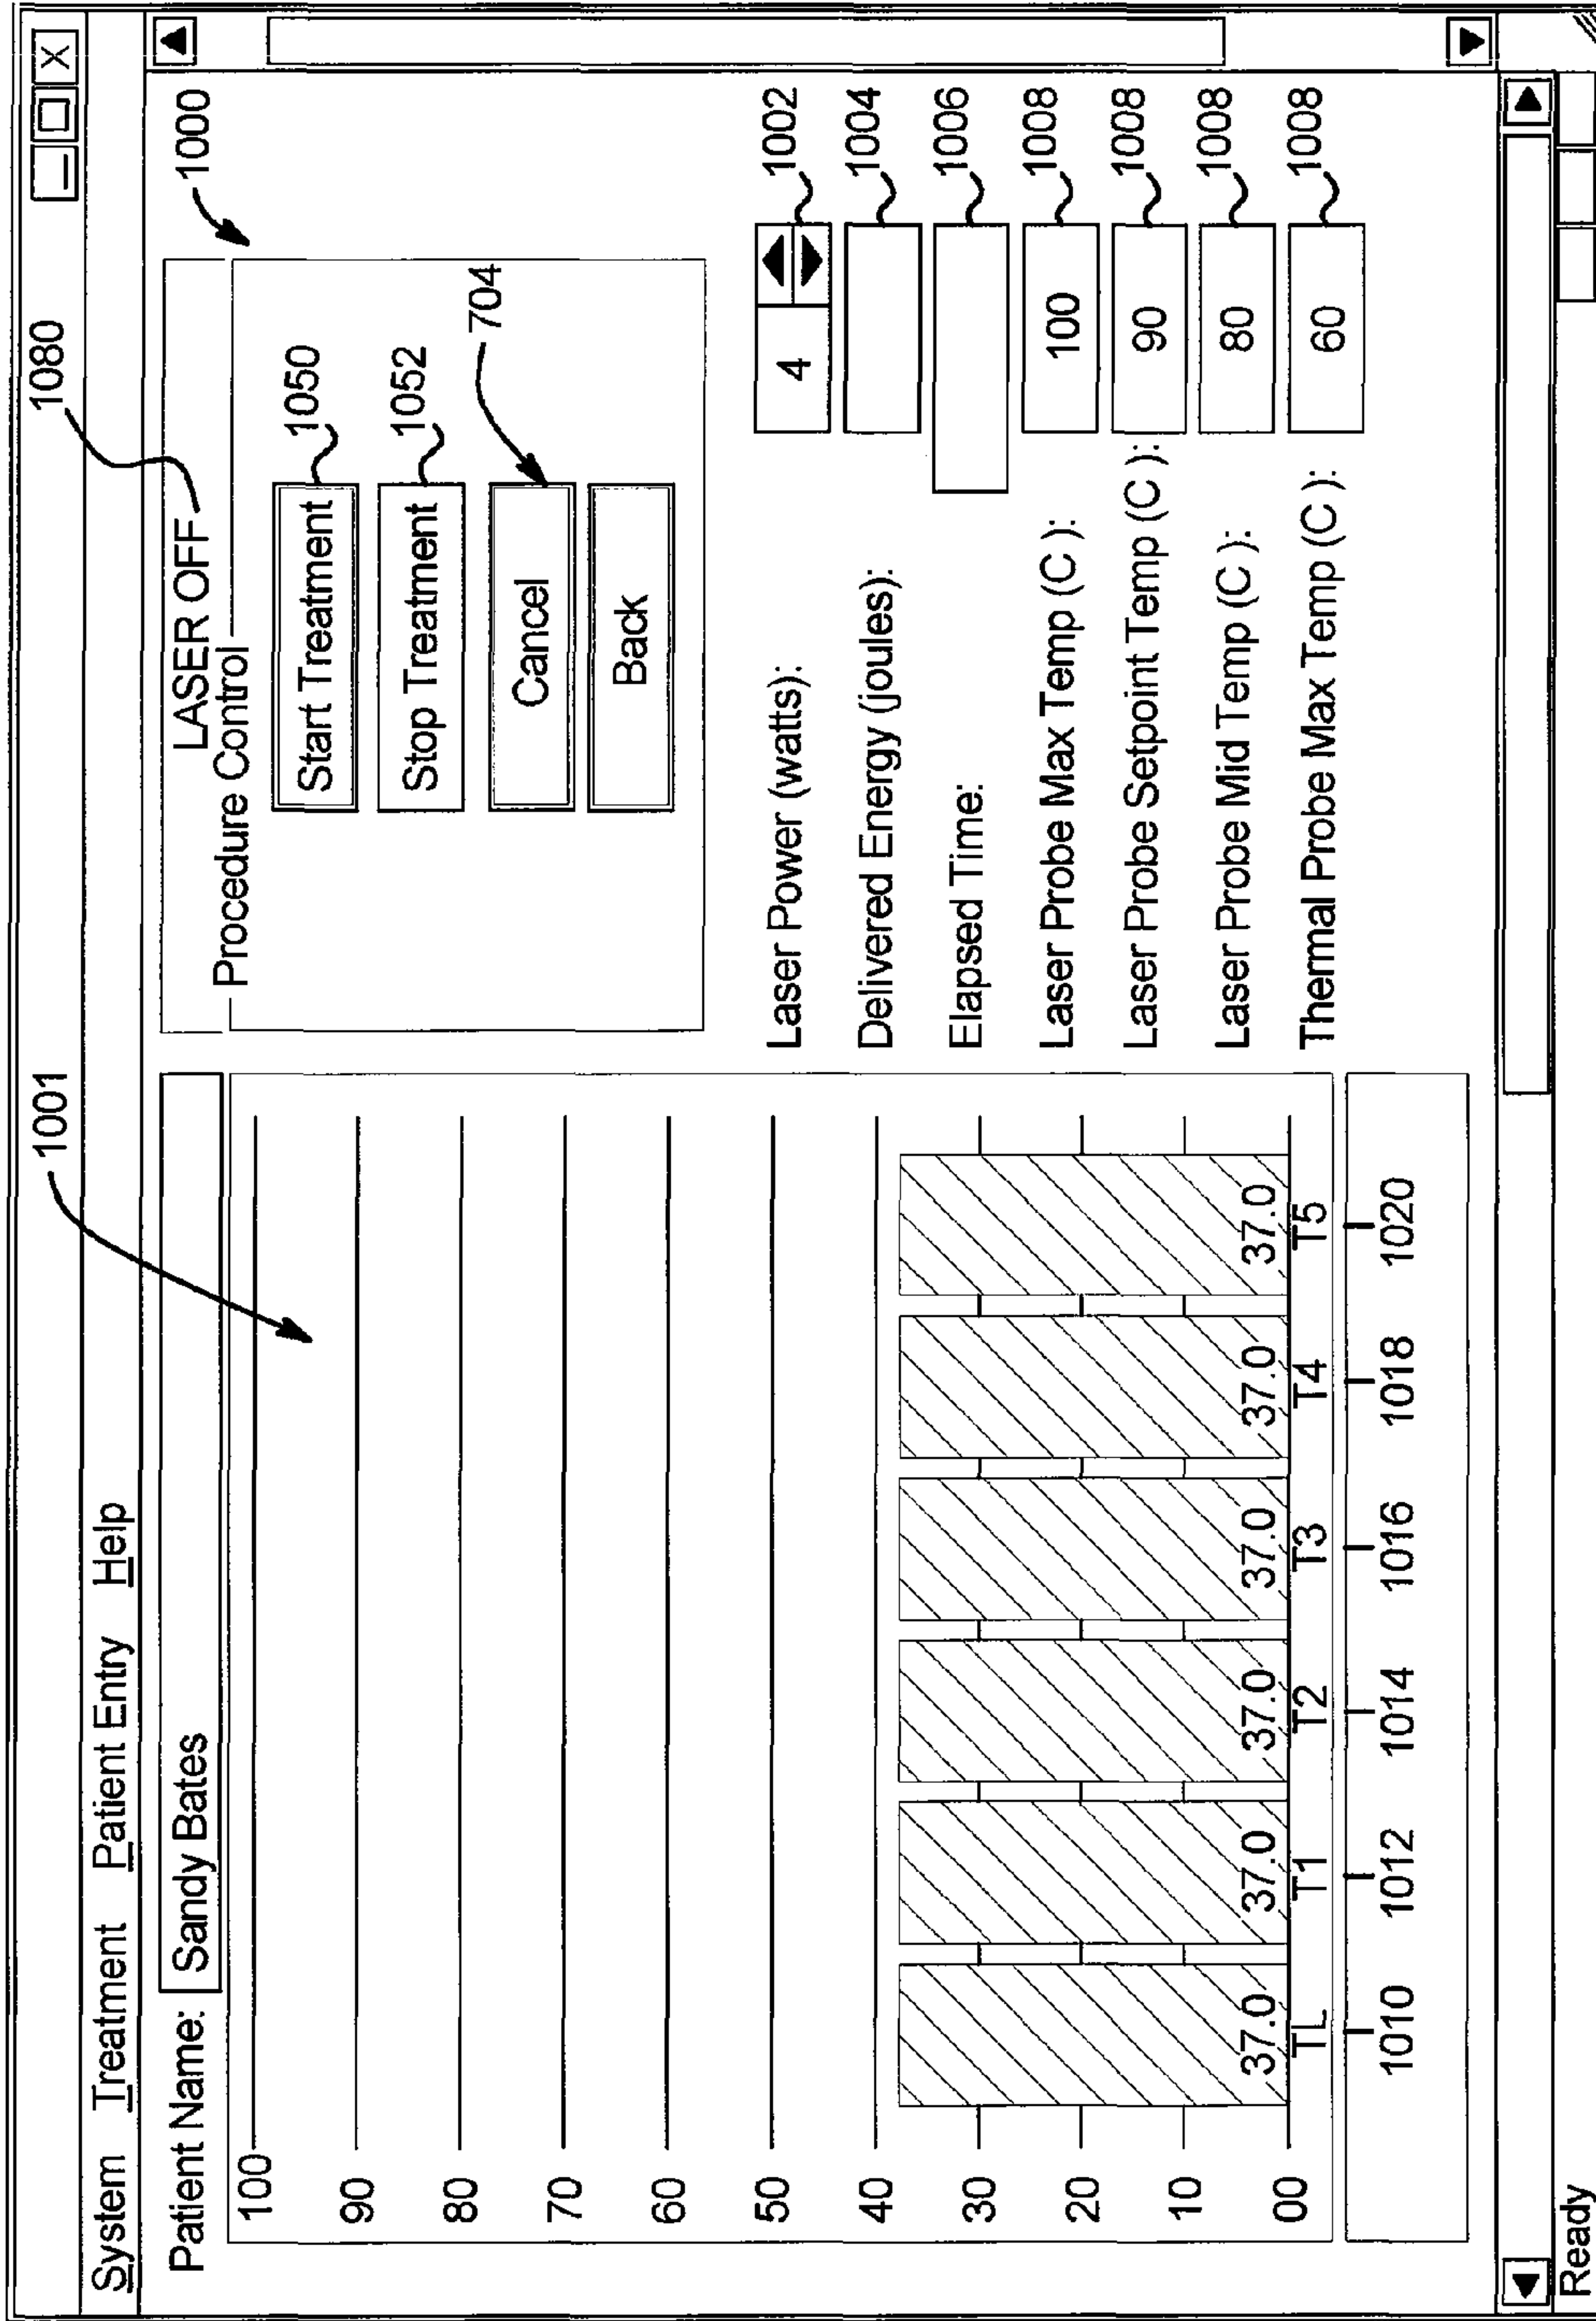 1001
1080
System Treatment Patient Entry Help
_ X
Patient Name: Sandy Bates
LASER OFF
1000
Procedure Control
Start Treatment 1050
Stop Treatment 1052
Cancel 704
Back
100
90
80
70
60
50
40
30
20
10
00
37.0 37.0 37.0 37.0 37.0 37.0
TL T1 T2 T3 T4 T5
1010 1012 1014 1016 1018 1020
Laser Power (watts): 4 1002
Delivered Energy (joules): 1004
Elapsed Time: 1006
Laser Probe Max Temp (C ): 100 1008
Laser Probe Setpoint Temp (C ): 90 1008
Laser Probe Mid Temp (C ): 80 1008
Thermal Probe Max Temp (C ): 60 1008
Ready